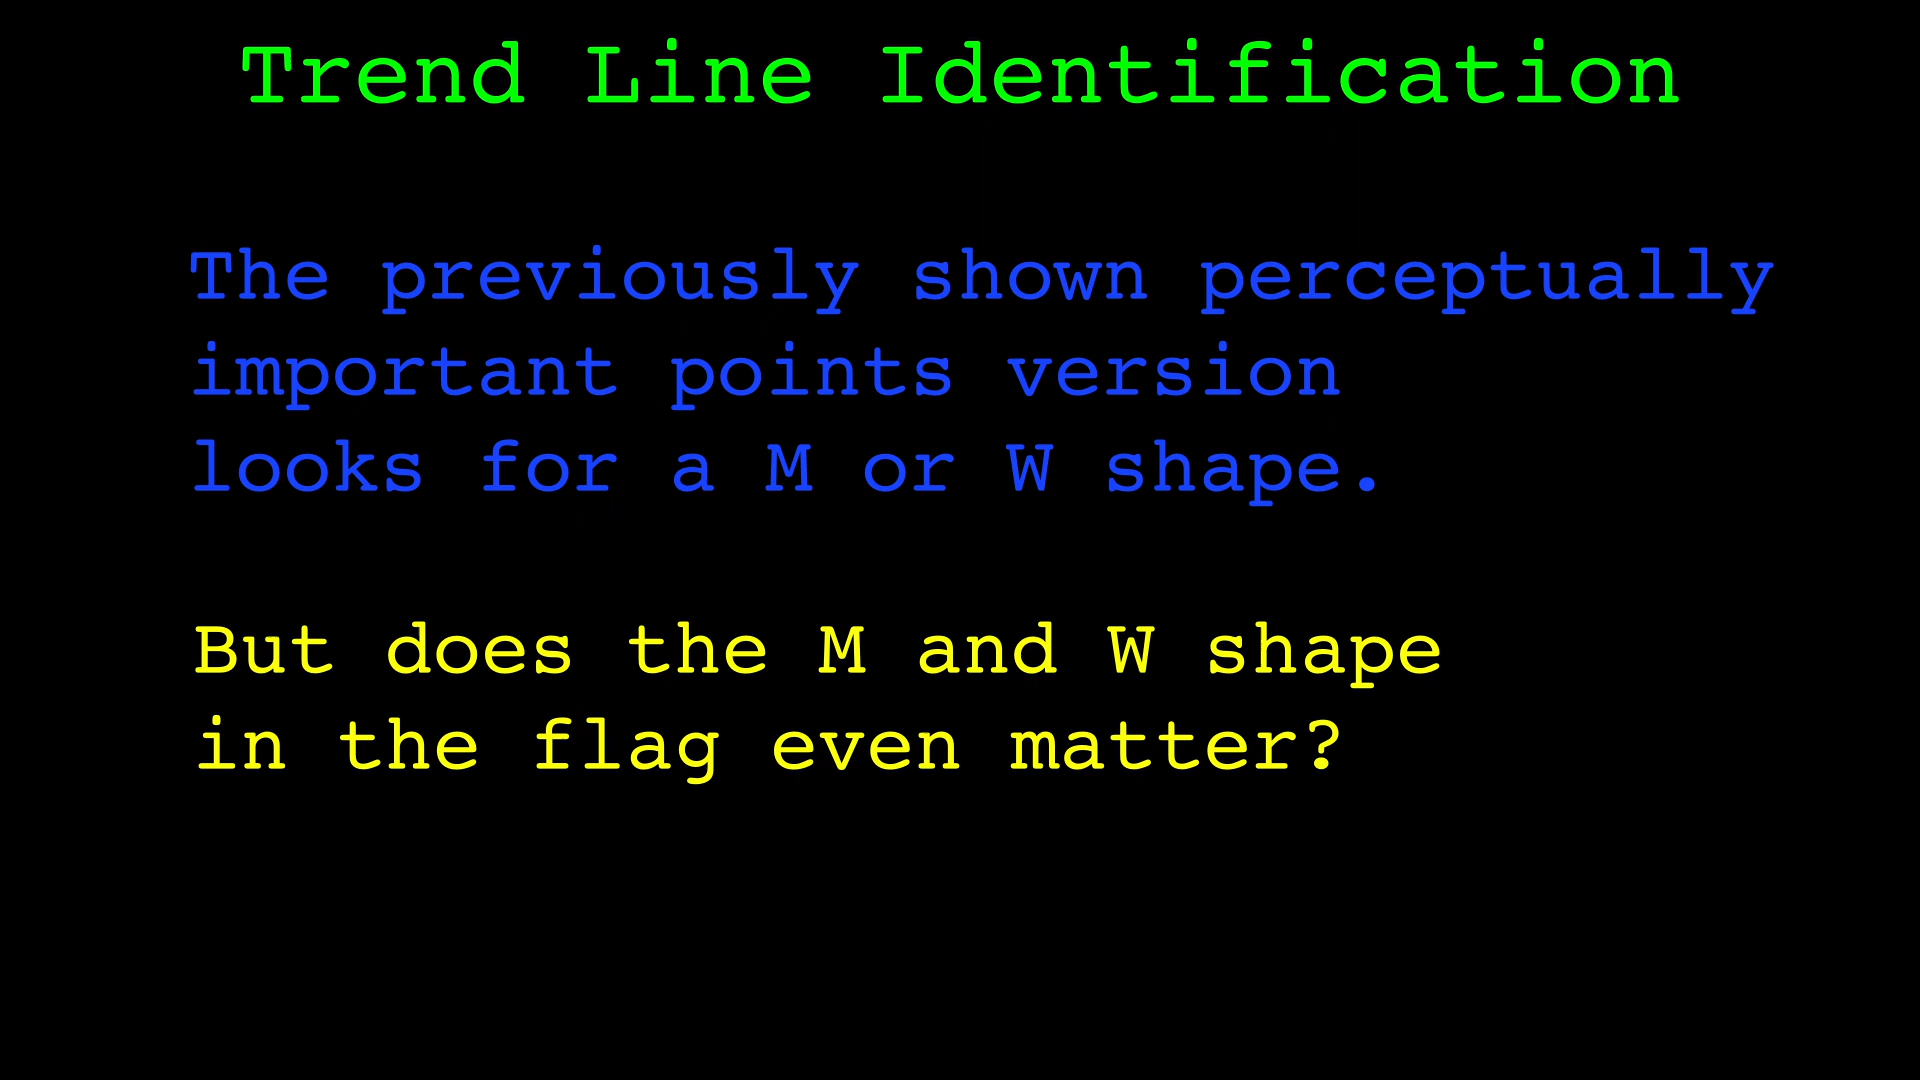 Trend Line Identification
The previously shown perceptually
important points version
looks for a M or W shape.
But does the M and W shape
in the flag even matter?